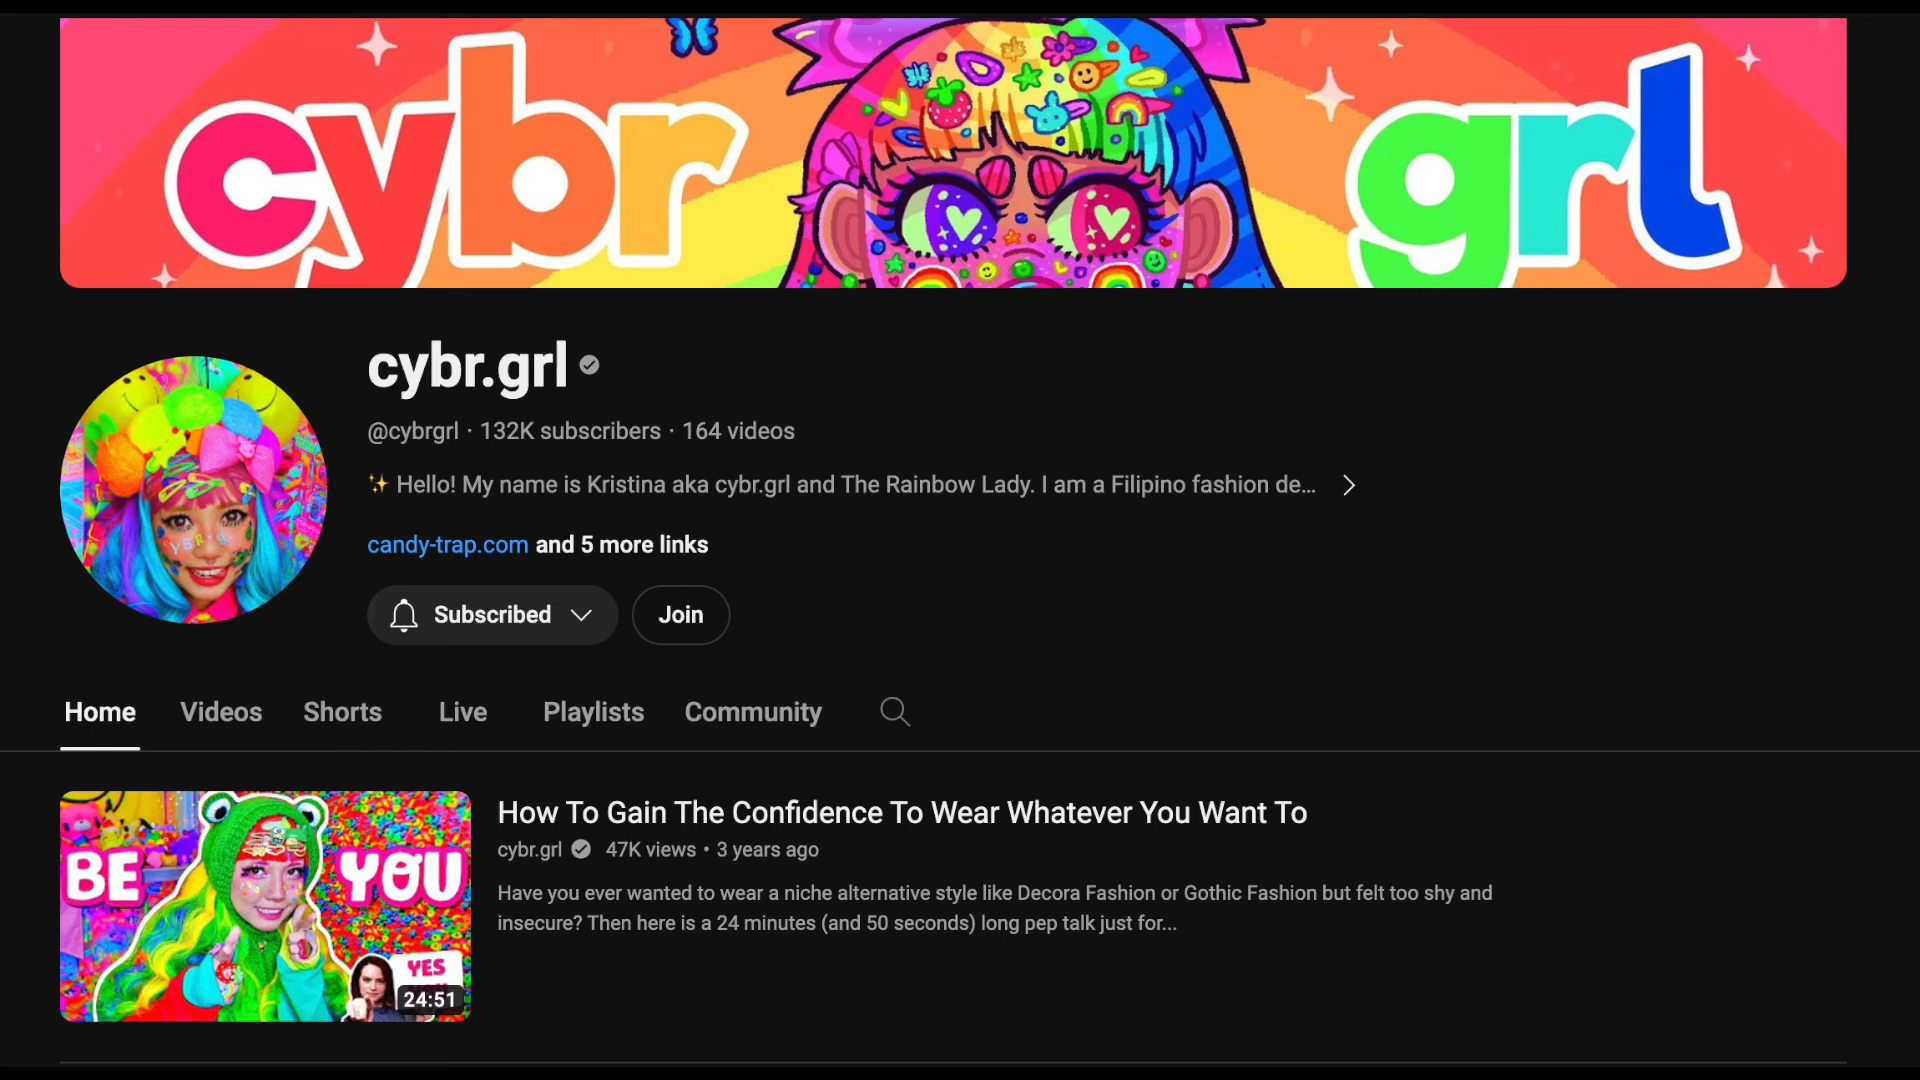 cybr grl
cybr.grl
@cybrgrl · 132K subscribers · 164 videos
✨ Hello! My name is Kristina aka cybr.grl and The Rainbow Lady. I am a Filipino fashion de...
candy-trap.com and 5 more links
Subscribed
Join
Home Videos Shorts Live Playlists Community
BE YOU
YES
24:51
How To Gain The Confidence To Wear Whatever You Want To
cybr.grl 47K views • 3 years ago
Have you ever wanted to wear a niche alternative style like Decora Fashion or Gothic Fashion but felt too shy and
insecure? Then here is a 24 minutes (and 50 seconds) long pep talk just for...